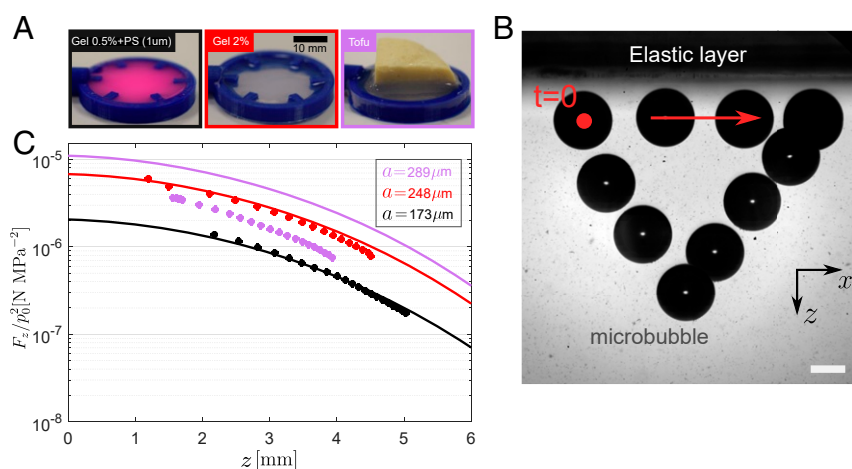 A
Gel 0.5%+PS (1um)
Gel 2%
10 mm
Tofu
B
Elastic layer
t=0
x
z
microbubble
C
a=289μm
a=248μm
a=173μm
F_z/p_0^2 [N MPa^{-2}]
10^{-5}
10^{-6}
10^{-7}
10^{-8}
0 1 2 3 4 5 6
z [mm]